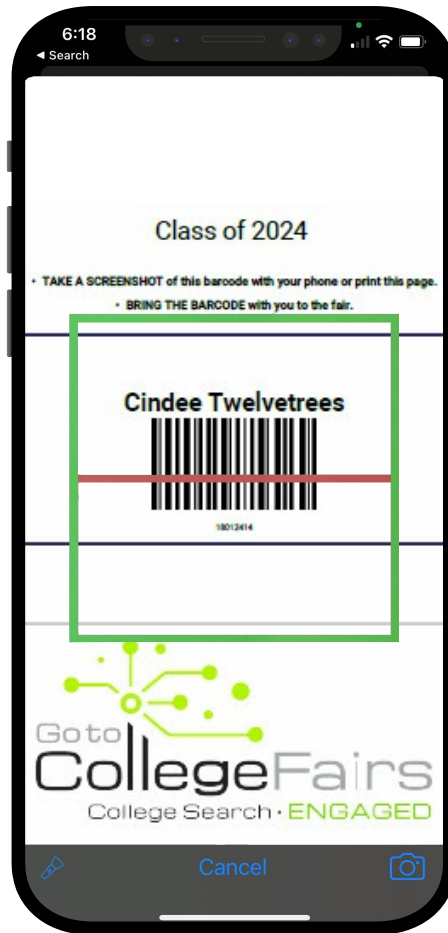 6:18
◀ Search
Class of 2024
• TAKE A SCREENSHOT of this barcode with your phone or print this page.
• BRING THE BARCODE with you to the fair.
Cindee Twelvetrees
18012414
Go to
CollegeFairs
College Search · ENGAGED
Cancel